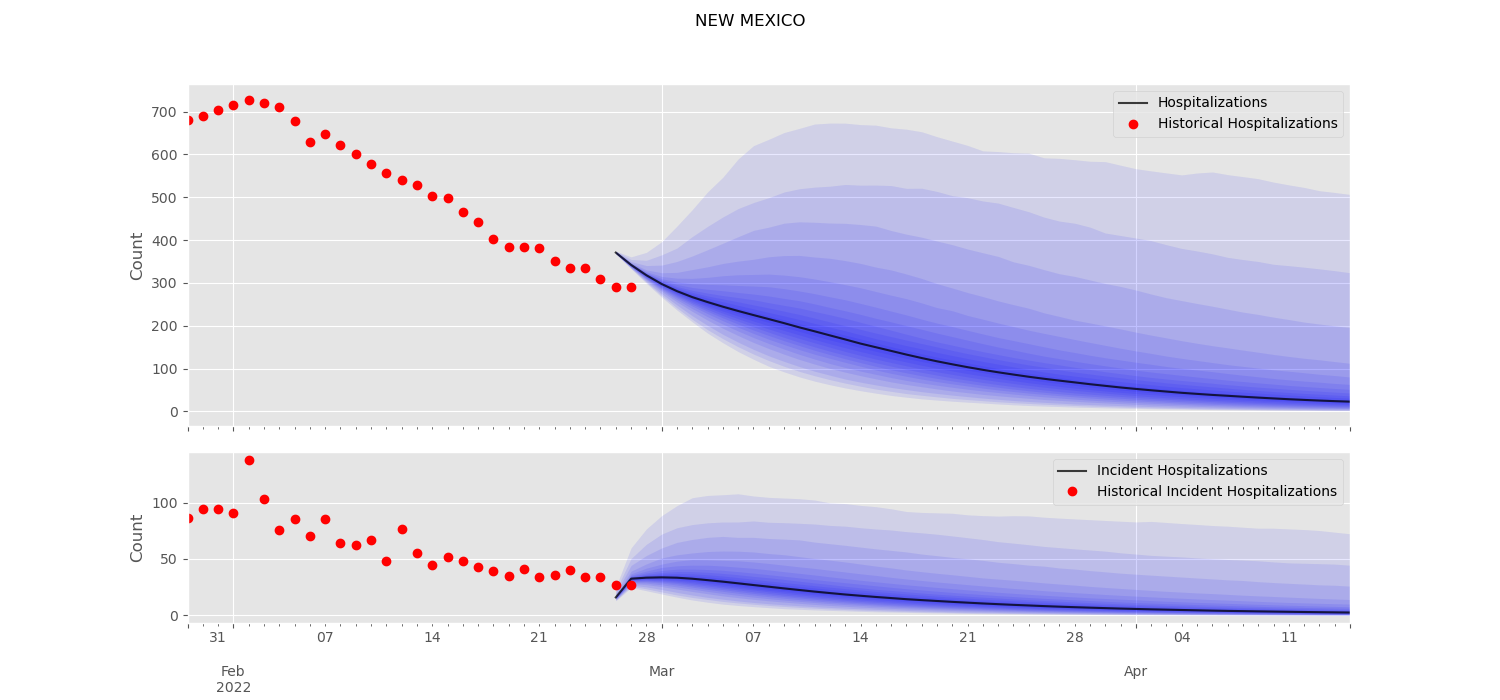 NEW MEXICO
Hospitalizations
Historical Hospitalizations
Count
700
600
500
400
300
200
100
0
Incident Hospitalizations
Historical Incident Hospitalizations
Count
100
50
0
31 07 14 21 28 07 14 21 28 04 11
Feb Mar Apr
2022